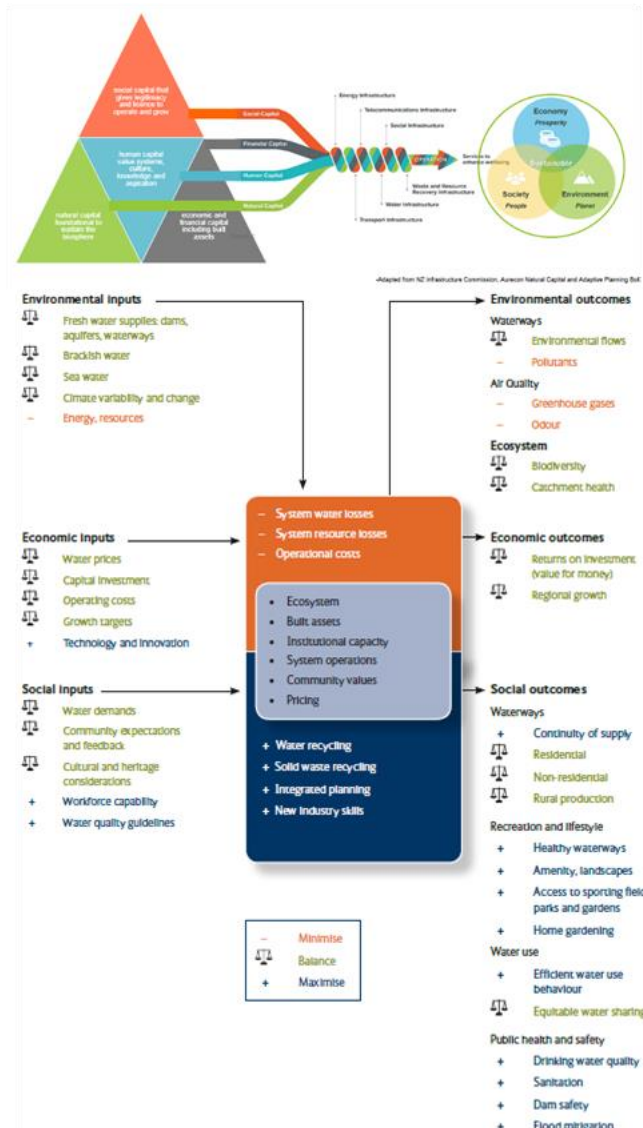 social capital that
gives legitimacy
and licence to
operate and grow
human capital
value systems,
culture,
knowledge and
aspiration
natural capital
foundational to
sustain the
biosphere
economic and
financial capital
including built
assets
Social Capital
Financial Capital
Human Capital
Natural Capital
Energy Infrastructure
Telecommunications Infrastructure
Social Infrastructure
Waste and Resource
Recovery Infrastructure
Water Infrastructure
Transport Infrastructure
Services to
enhance wellbeing
Economy
Prosperity
Sustainable
Society
People
Environment
Planet
Adapted from NZ Infrastructure Commission, Aurecon Natural Capital and Adaptive Planning
Environmental inputs
Fresh water supplies: dams,
aquifers, waterways
Brackish water
Sea water
Climate variability and change
– Energy, resources
Economic inputs
Water prices
Capital investment
Operating costs
Growth targets
+ Technology and innovation
Social inputs
Water demands
Community expectations
and feedback
Cultural and heritage
considerations
+ Workforce capability
+ Water quality guidelines
– System water losses
– System resource losses
– Operational costs
• Ecosystem
• Built assets
• Institutional capacity
• System operations
• Community values
• Pricing
+ Water recycling
+ Solid waste recycling
+ Integrated planning
+ New industry skills
– Minimise
Balance
+ Maximise
Environmental outcomes
Waterways
Environmental flows
– Pollutants
Air Quality
– Greenhouse gases
– Odour
Ecosystem
Biodiversity
Catchment health
Economic outcomes
Returns on investment
(value for money)
Regional growth
Social outcomes
Waterways
+ Continuity of supply
Residential
Non-residential
Rural production
Recreation and lifestyle
+ Healthy waterways
+ Amenity, landscapes
+ Access to sporting field
parks and gardens
+ Home gardening
Water use
+ Efficient water use
behaviour
Equitable water sharing
Public health and safety
+ Drinking water quality
+ Sanitation
+ Dam safety
+ Flood mitigation